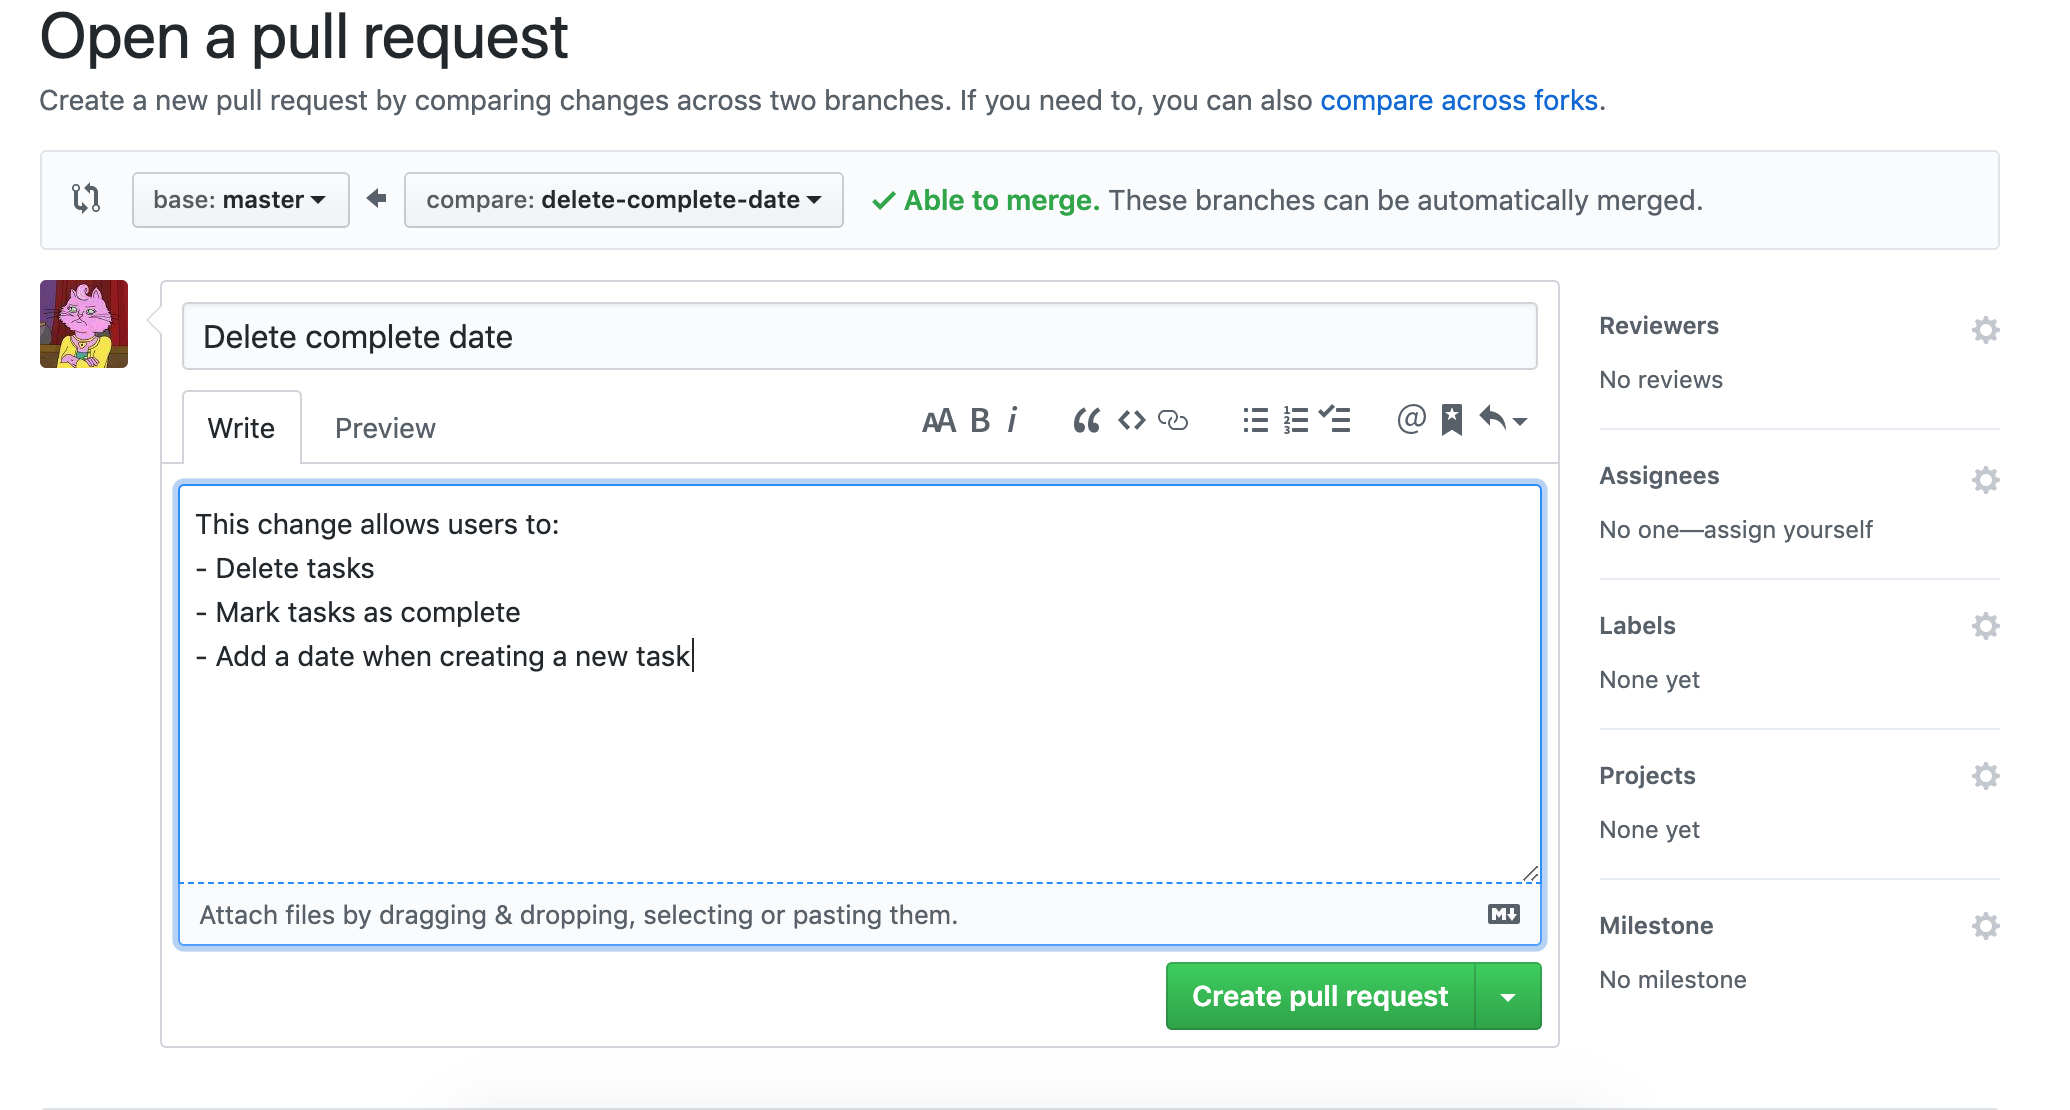 Open a pull request
Create a new pull request by comparing changes across two branches. If you need to, you can also compare across forks.
base: master
compare: delete-complete-date
Able to merge. These branches can be automatically merged.
Delete complete date
Write
Preview
AA B i
@
This change allows users to:
- Delete tasks
- Mark tasks as complete
- Add a date when creating a new task
Attach files by dragging & dropping, selecting or pasting them.
M
Create pull request
Reviewers
No reviews
Assignees
No one—assign yourself
Labels
None yet
Projects
None yet
Milestone
No milestone